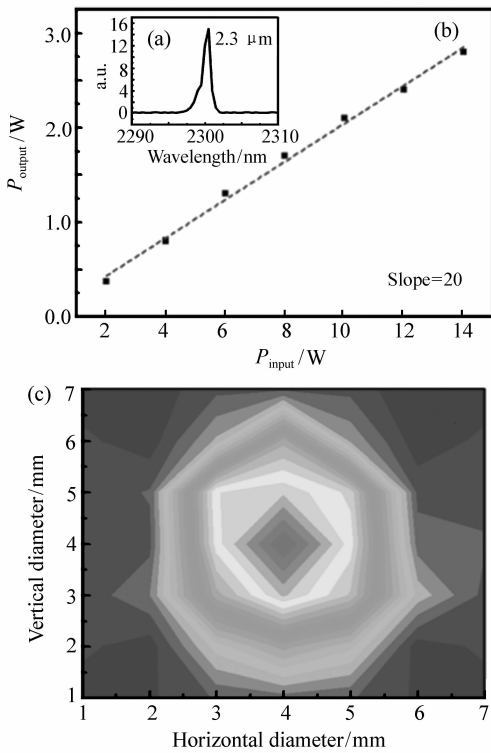 3.0
2.0
1.0
0.0
P output/W
2 4 6 8 10 12 14
P input/W
(b)
Slope=20
(a)
2.3 μm
16
12
8
4
0
a.u.
2290 2300 2310
Wavelength/nm
(c)
7
6
5
4
3
2
1
Vertical diameter/mm
1 2 3 4 5 6 7
Horizontal diameter/mm